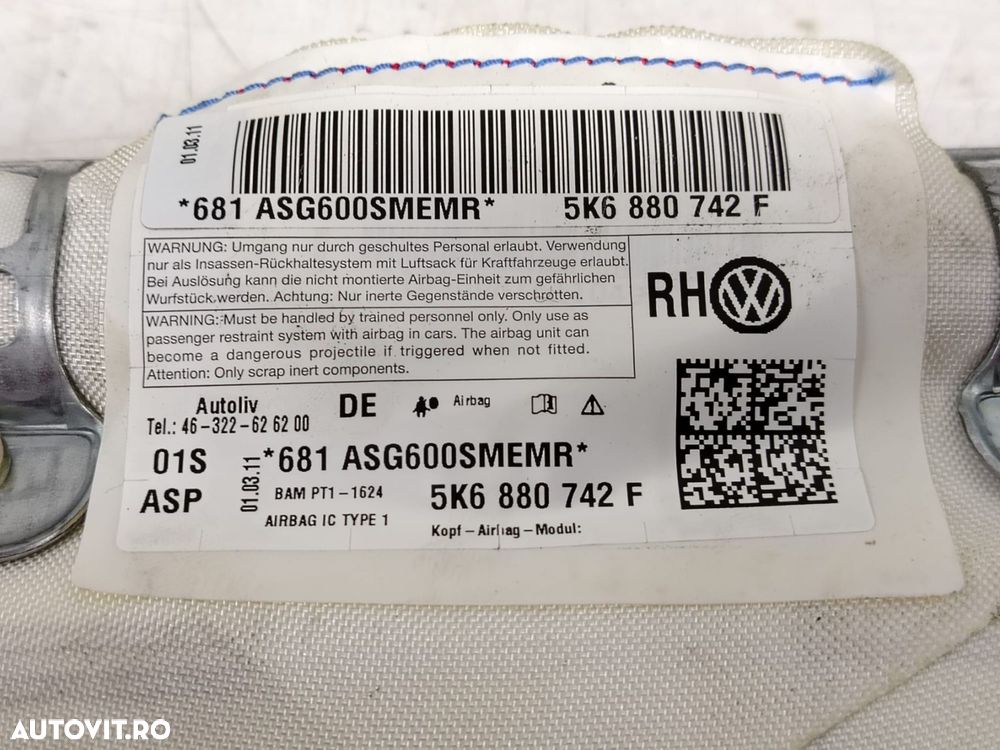 01.03.11
*681 ASG600SMEMR* 5K6 880 742 F
WARNUNG: Umgang nur durch geschultes Personal erlaubt. Verwendung
nur als Insassen-Rückhaltesystem mit Luftsack für Kraftfahrzeuge erlaubt.
Bei Auslösung kann die nicht montierte Airbag-Einheit zum gefährlichen
Wurfstück werden. Achtung: Nur inerte Gegenstände verschrotten.
WARNING: Must be handled by trained personnel only. Only use as
passenger restraint system with airbag in cars. The airbag unit can
become a dangerous projectile if triggered when not fitted.
Attention: Only scrap inert components.
RH
Autoliv DE Airbag
Tel.: 46-322-62 62 00
01S 01.03.11 *681 ASG600SMEMR*
ASP BAM PT1-1624 5K6 880 742 F
AIRBAG IC TYPE 1 Kopf-Airbag-Modul:
AUTOVIT.RO